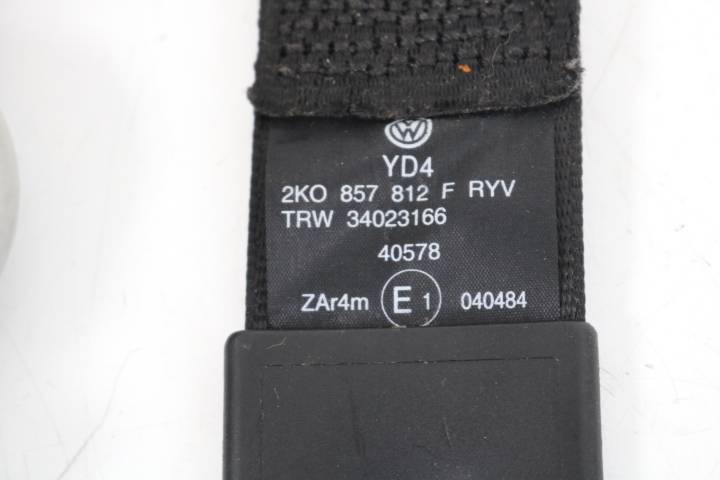 YD4
2KO 857 812 F RYV
TRW 34023166
40578
ZAr4m E 1 040484